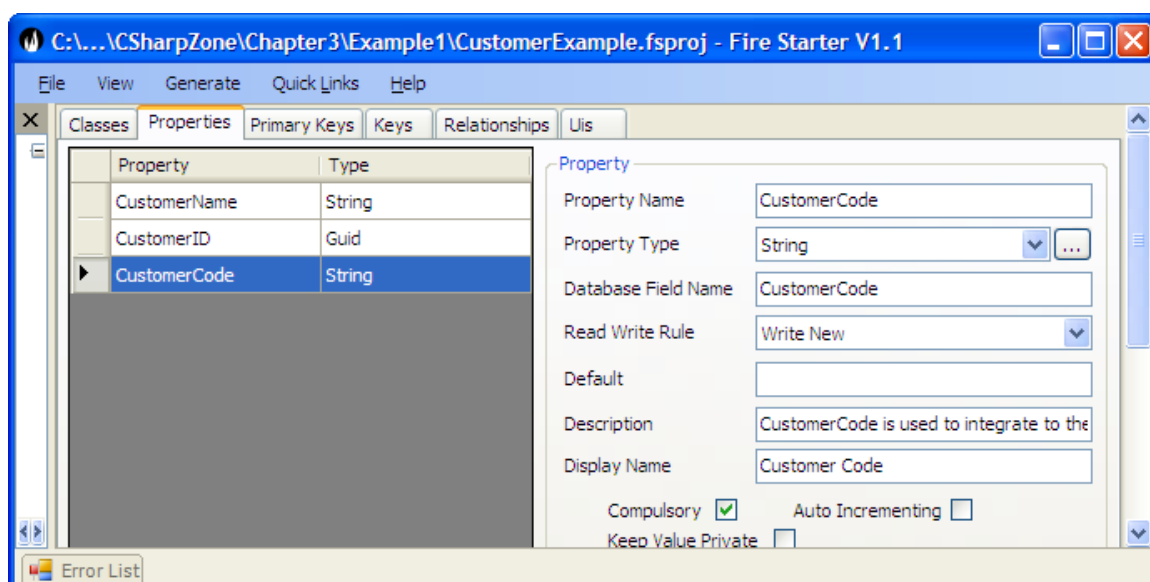 C:\...\CSharpZone\Chapter3\Example1\CustomerExample.fsproj - Fire Starter V1.1
File View Generate Quick Links Help
Classes Properties Primary Keys Keys Relationships Uis
Property Type
CustomerName String
CustomerID Guid
CustomerCode String
Property
Property Name CustomerCode
Property Type String ...
Database Field Name CustomerCode
Read Write Rule Write New
Default
Description CustomerCode is used to integrate to the
Display Name Customer Code
Compulsory Auto Incrementing
Keep Value Private
Error List